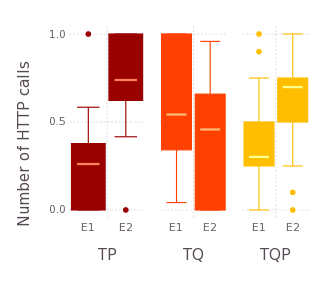 Number of HTTP calls
1.0
0.5
0.0
E1 E2 E1 E2 E1 E2
TP TQ TQP